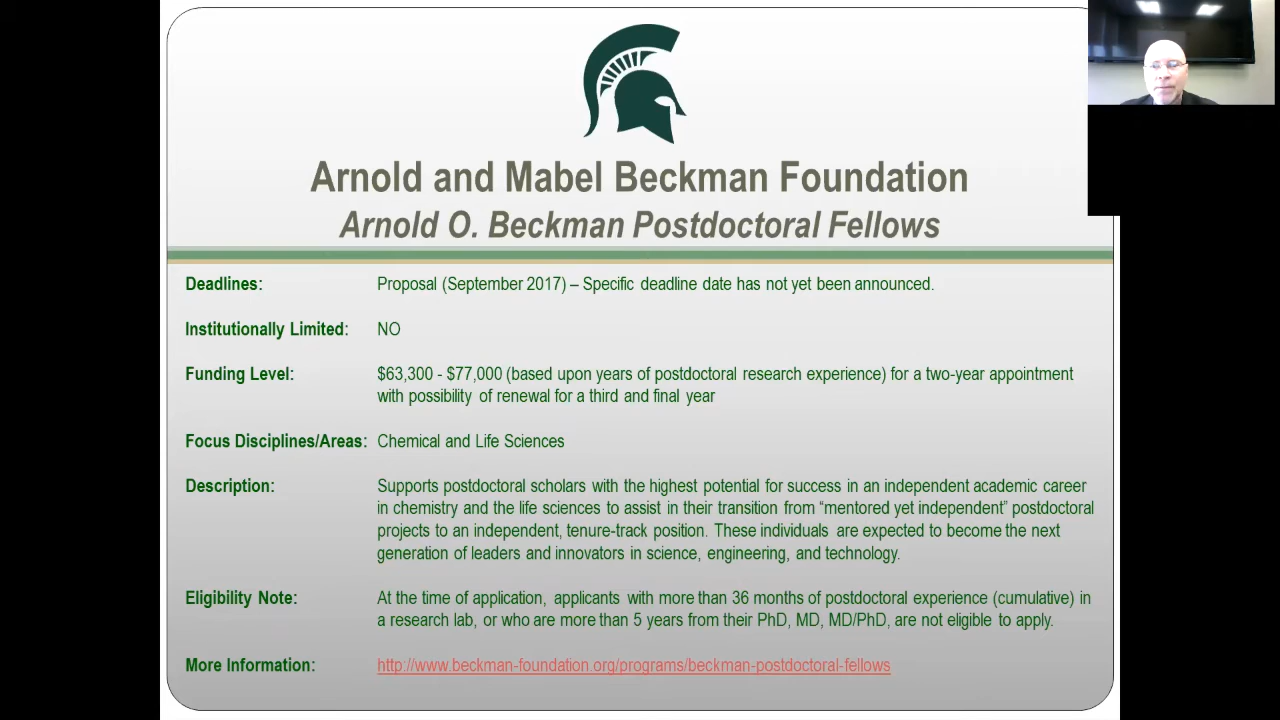 Arnold and Mabel Beckman Foundation
Arnold O. Beckman Postdoctoral Fellows
Deadlines: Proposal (September 2017) – Specific deadline date has not yet been announced.
Institutionally Limited: NO
Funding Level: $63,300 - $77,000 (based upon years of postdoctoral research experience) for a two-year appointment
with possibility of renewal for a third and final year
Focus Disciplines/Areas: Chemical and Life Sciences
Description: Supports postdoctoral scholars with the highest potential for success in an independent academic career
in chemistry and the life sciences to assist in their transition from “mentored yet independent” postdoctoral
projects to an independent, tenure-track position. These individuals are expected to become the next
generation of leaders and innovators in science, engineering, and technology.
Eligibility Note: At the time of application, applicants with more than 36 months of postdoctoral experience (cumulative) in
a research lab, or who are more than 5 years from their PhD, MD, MD/PhD, are not eligible to apply.
More Information: http://www.beckman-foundation.org/programs/beckman-postdoctoral-fellows